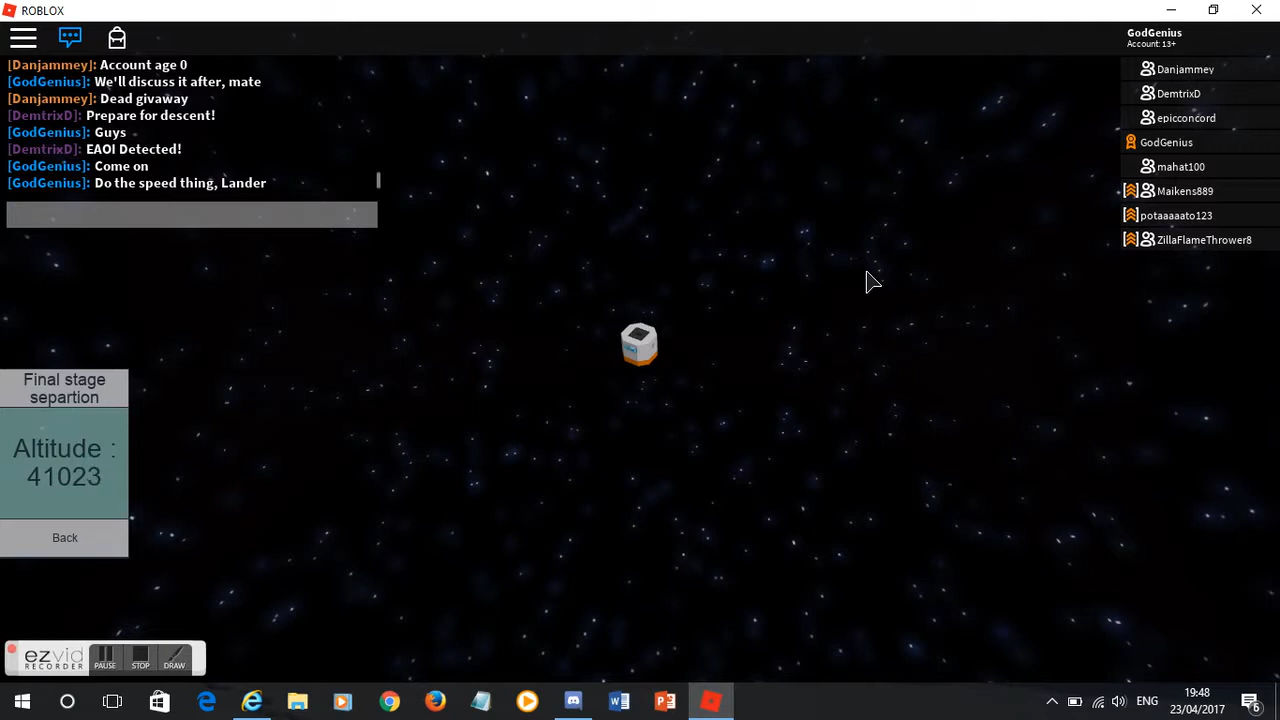 ROBLOX
GodGenius
Account: 13+
[Danjammey]: Account age 0
[GodGenius]: We'll discuss it after, mate
[Danjammey]: Dead givaway
[DemtrixD]: Prepare for descent!
[GodGenius]: Guys
[DemtrixD]: EAOI Detected!
[GodGenius]: Come on
[GodGenius]: Do the speed thing, Lander
Danjammey
DemtrixD
epicconcord
GodGenius
mahat100
Maikens889
potaaaaato123
ZillaFlameThrower8
Final stage
separtion
Altitude :
41023
Back
ezvid
RECORDER
PAUSE
STOP
DRAW
ENG
19:48
23/04/2017
6